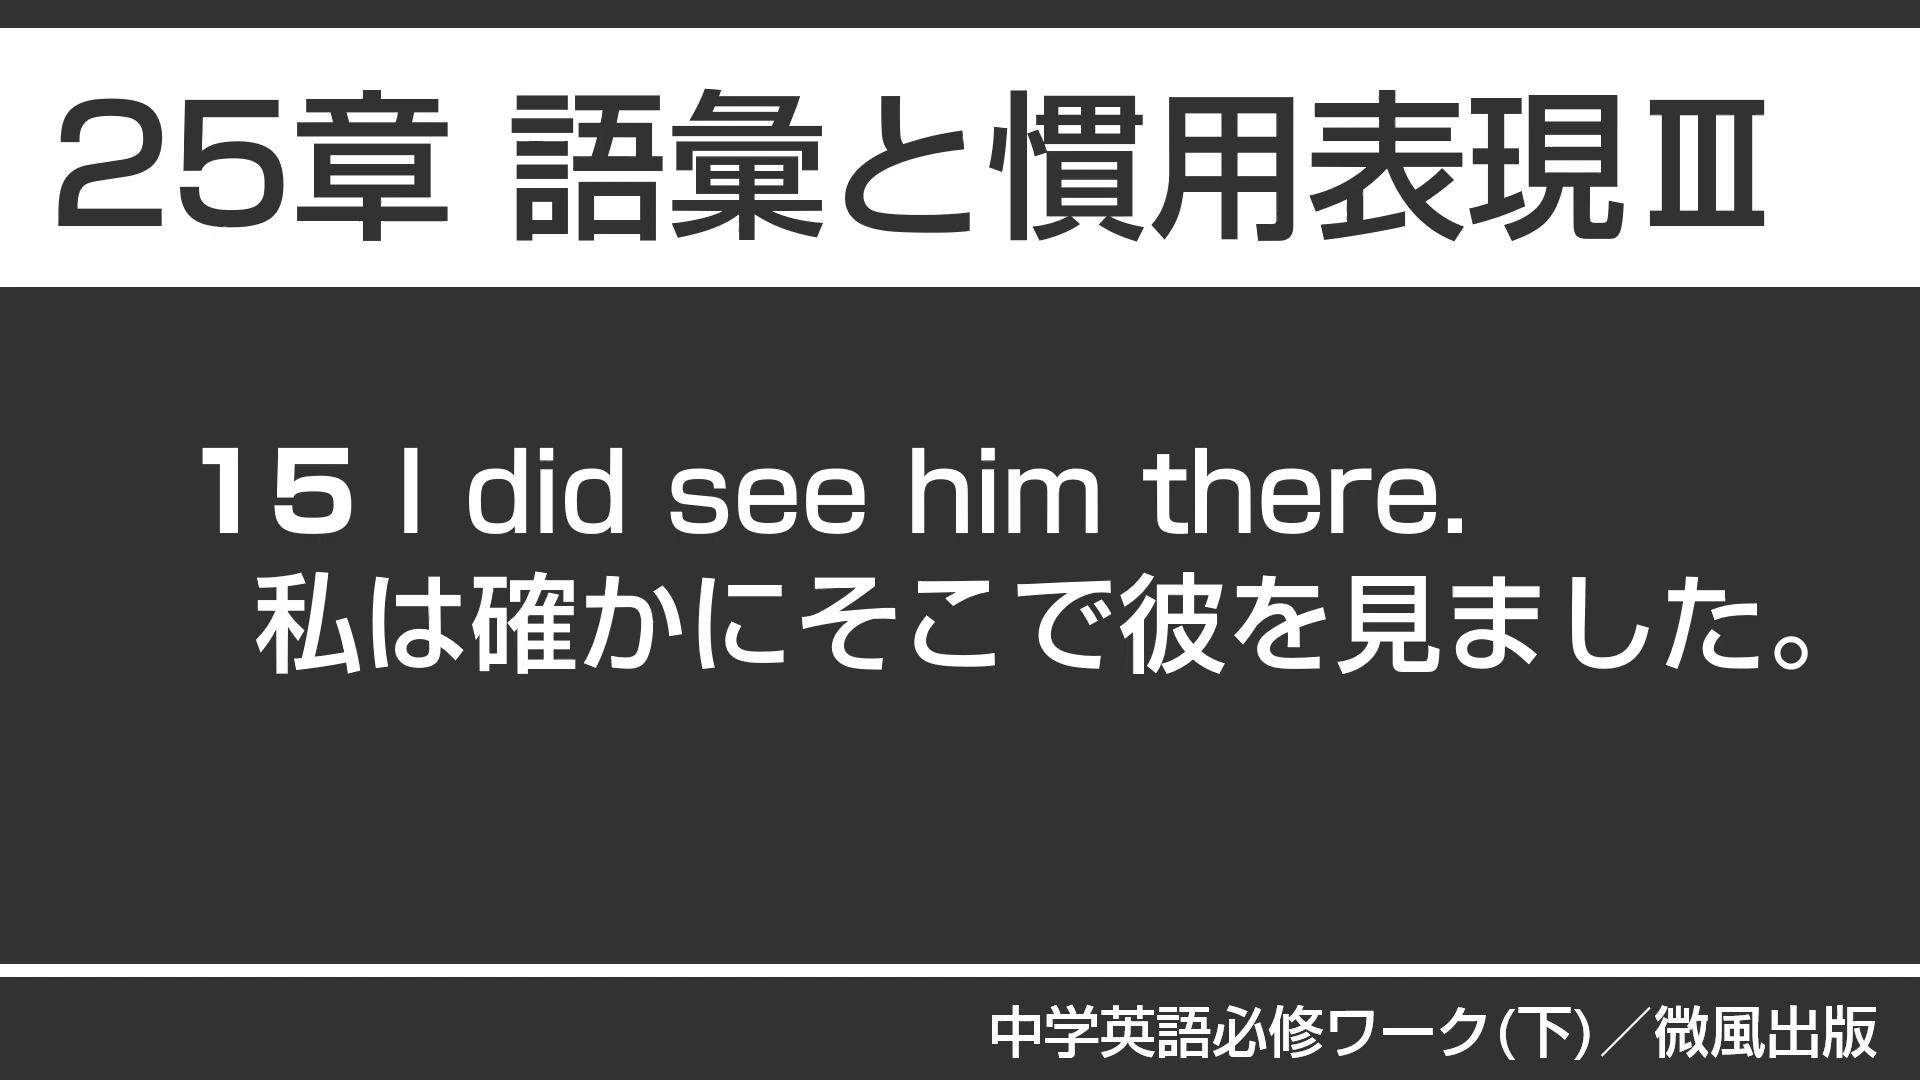 25章 語彙と慣用表現Ⅲ
15 I did see him there.
私は確かにそこで彼を見ました。
中学英語必修ワーク(下)／微風出版